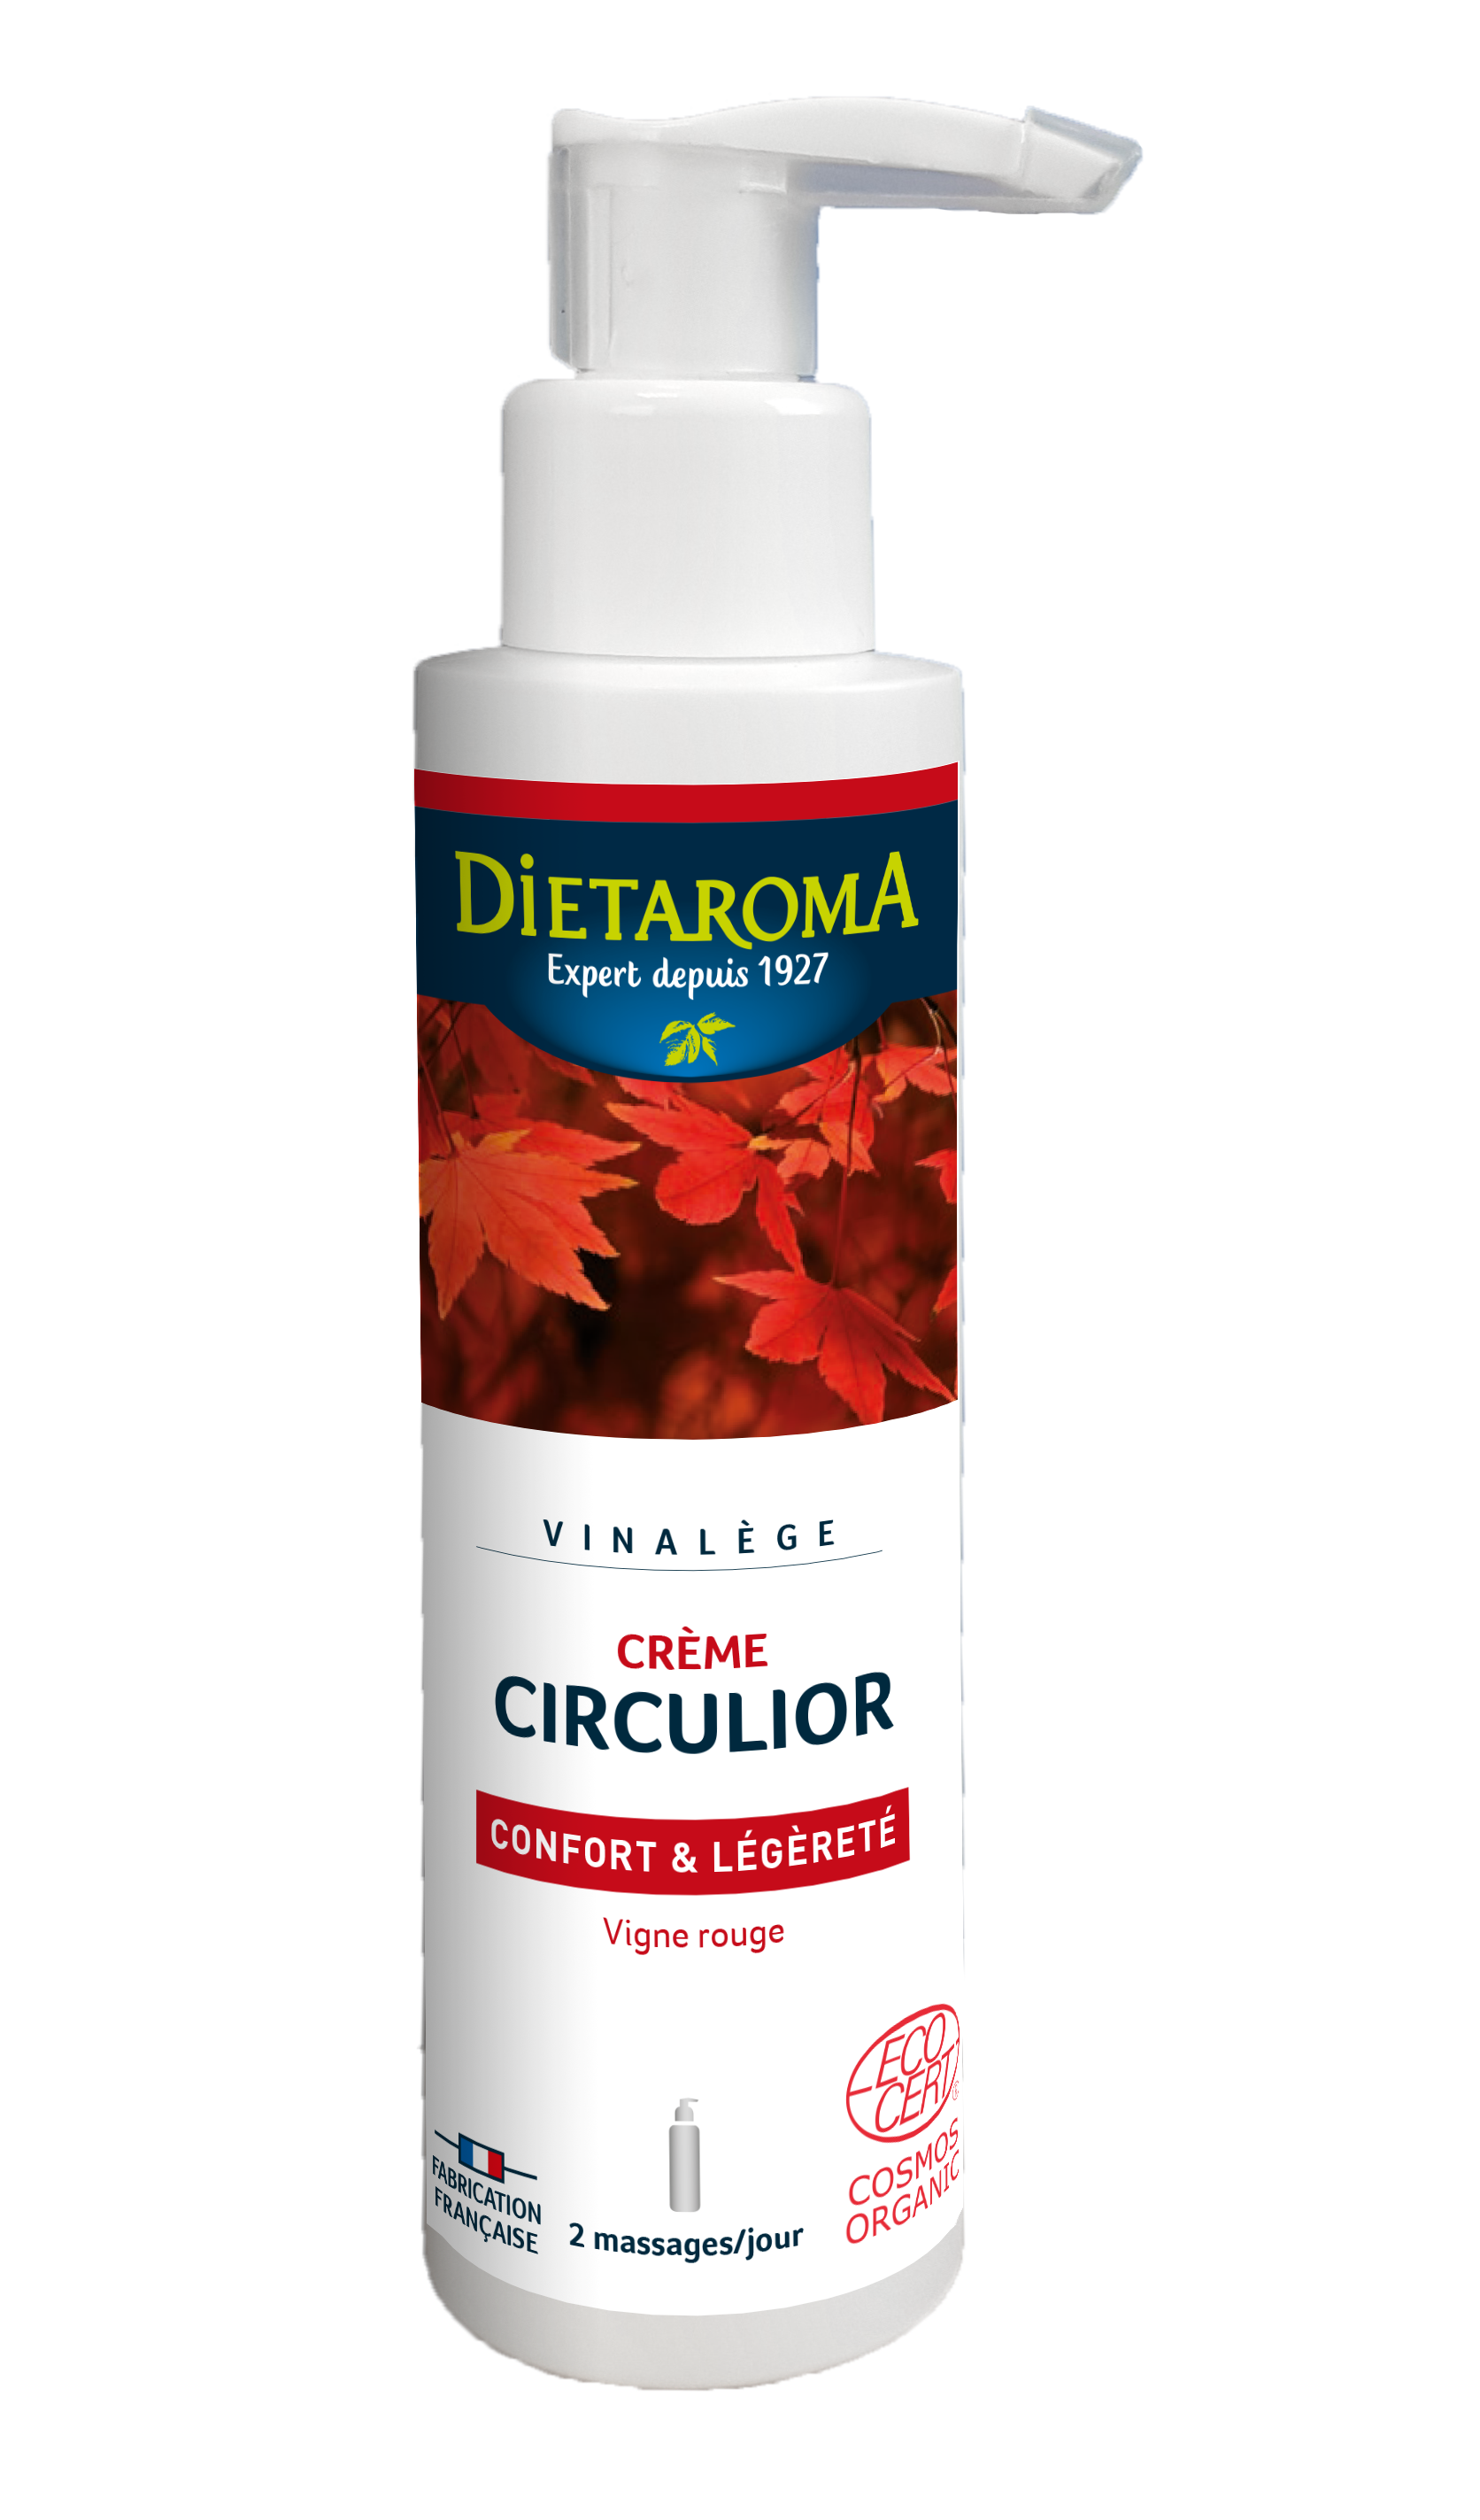 DiETAROMA
Expert depuis 1927
VINALÈGE
CRÈME
CIRCULIOR
CONFORT & LÉGÈRETÉ
Vigne rouge
ECO
CERT®
COSMOS
ORGANIC
FABRICATION
FRANÇAISE
2 massages/jour